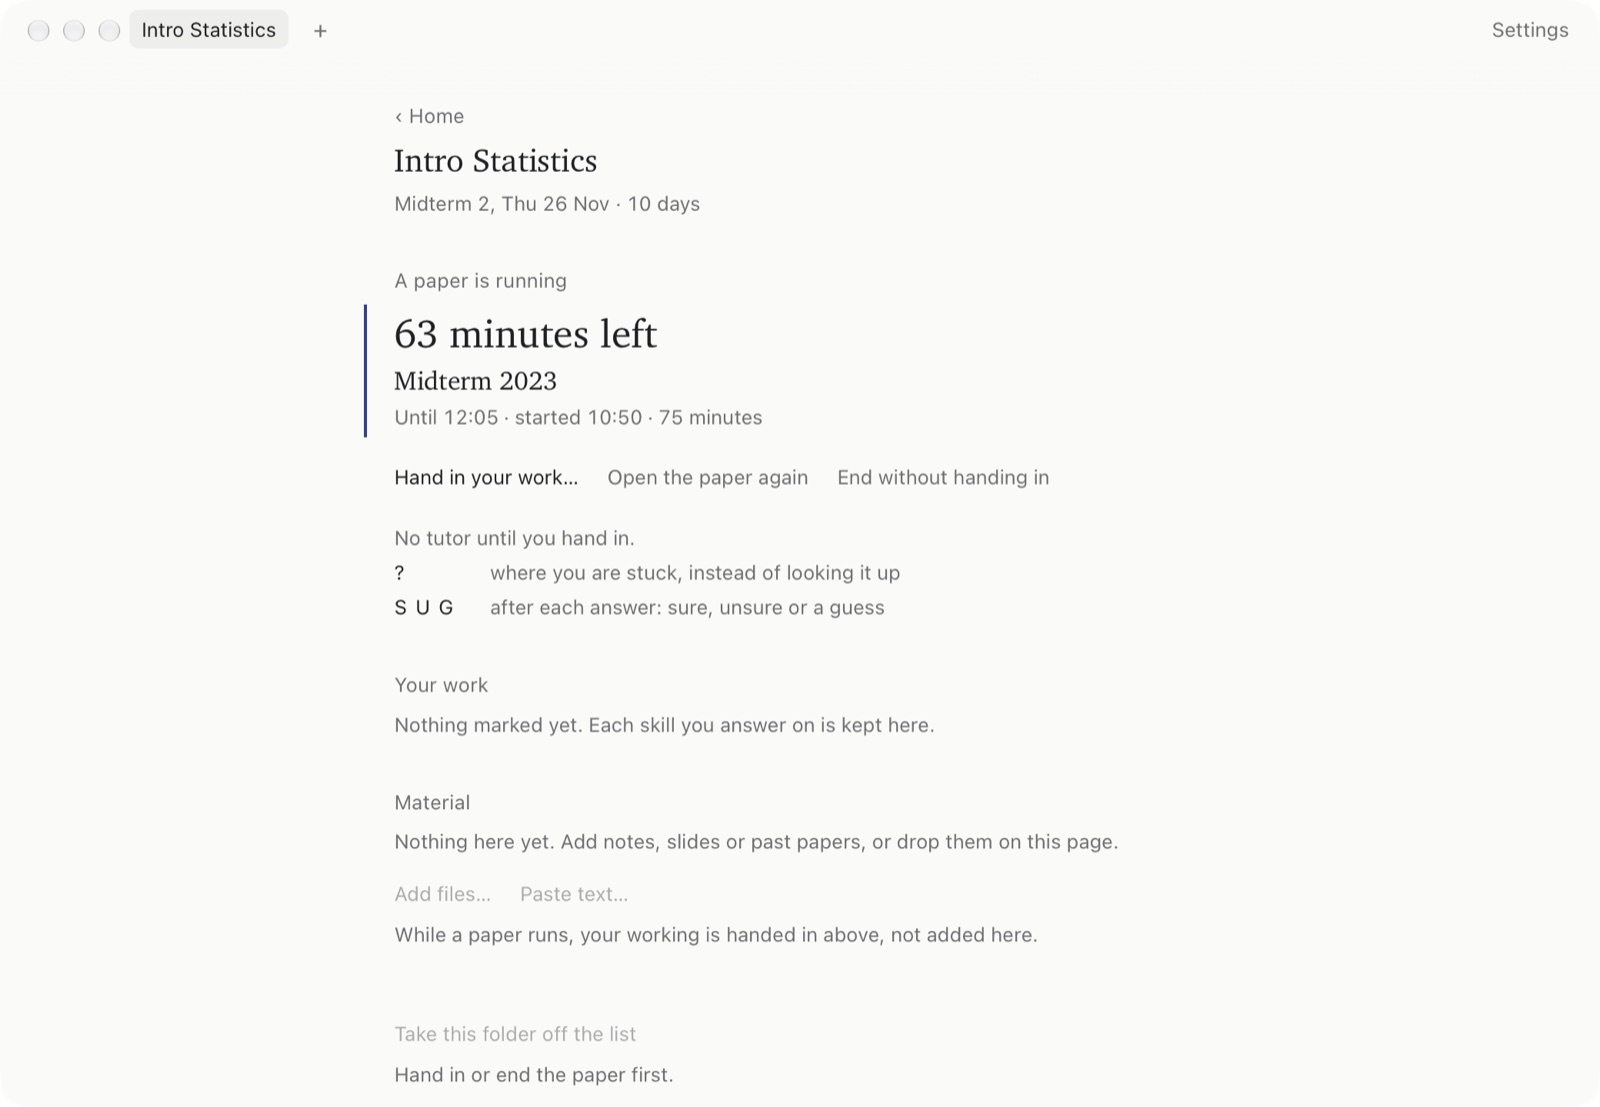 Intro Statistics
+
Settings
‹ Home
Intro Statistics
Midterm 2, Thu 26 Nov · 10 days
A paper is running
63 minutes left
Midterm 2023
Until 12:05 · started 10:50 · 75 minutes
Hand in your work... Open the paper again End without handing in
No tutor until you hand in.
? where you are stuck, instead of looking it up
S U G after each answer: sure, unsure or a guess
Your work
Nothing marked yet. Each skill you answer on is kept here.
Material
Nothing here yet. Add notes, slides or past papers, or drop them on this page.
Add files... Paste text...
While a paper runs, your working is handed in above, not added here.
Take this folder off the list
Hand in or end the paper first.